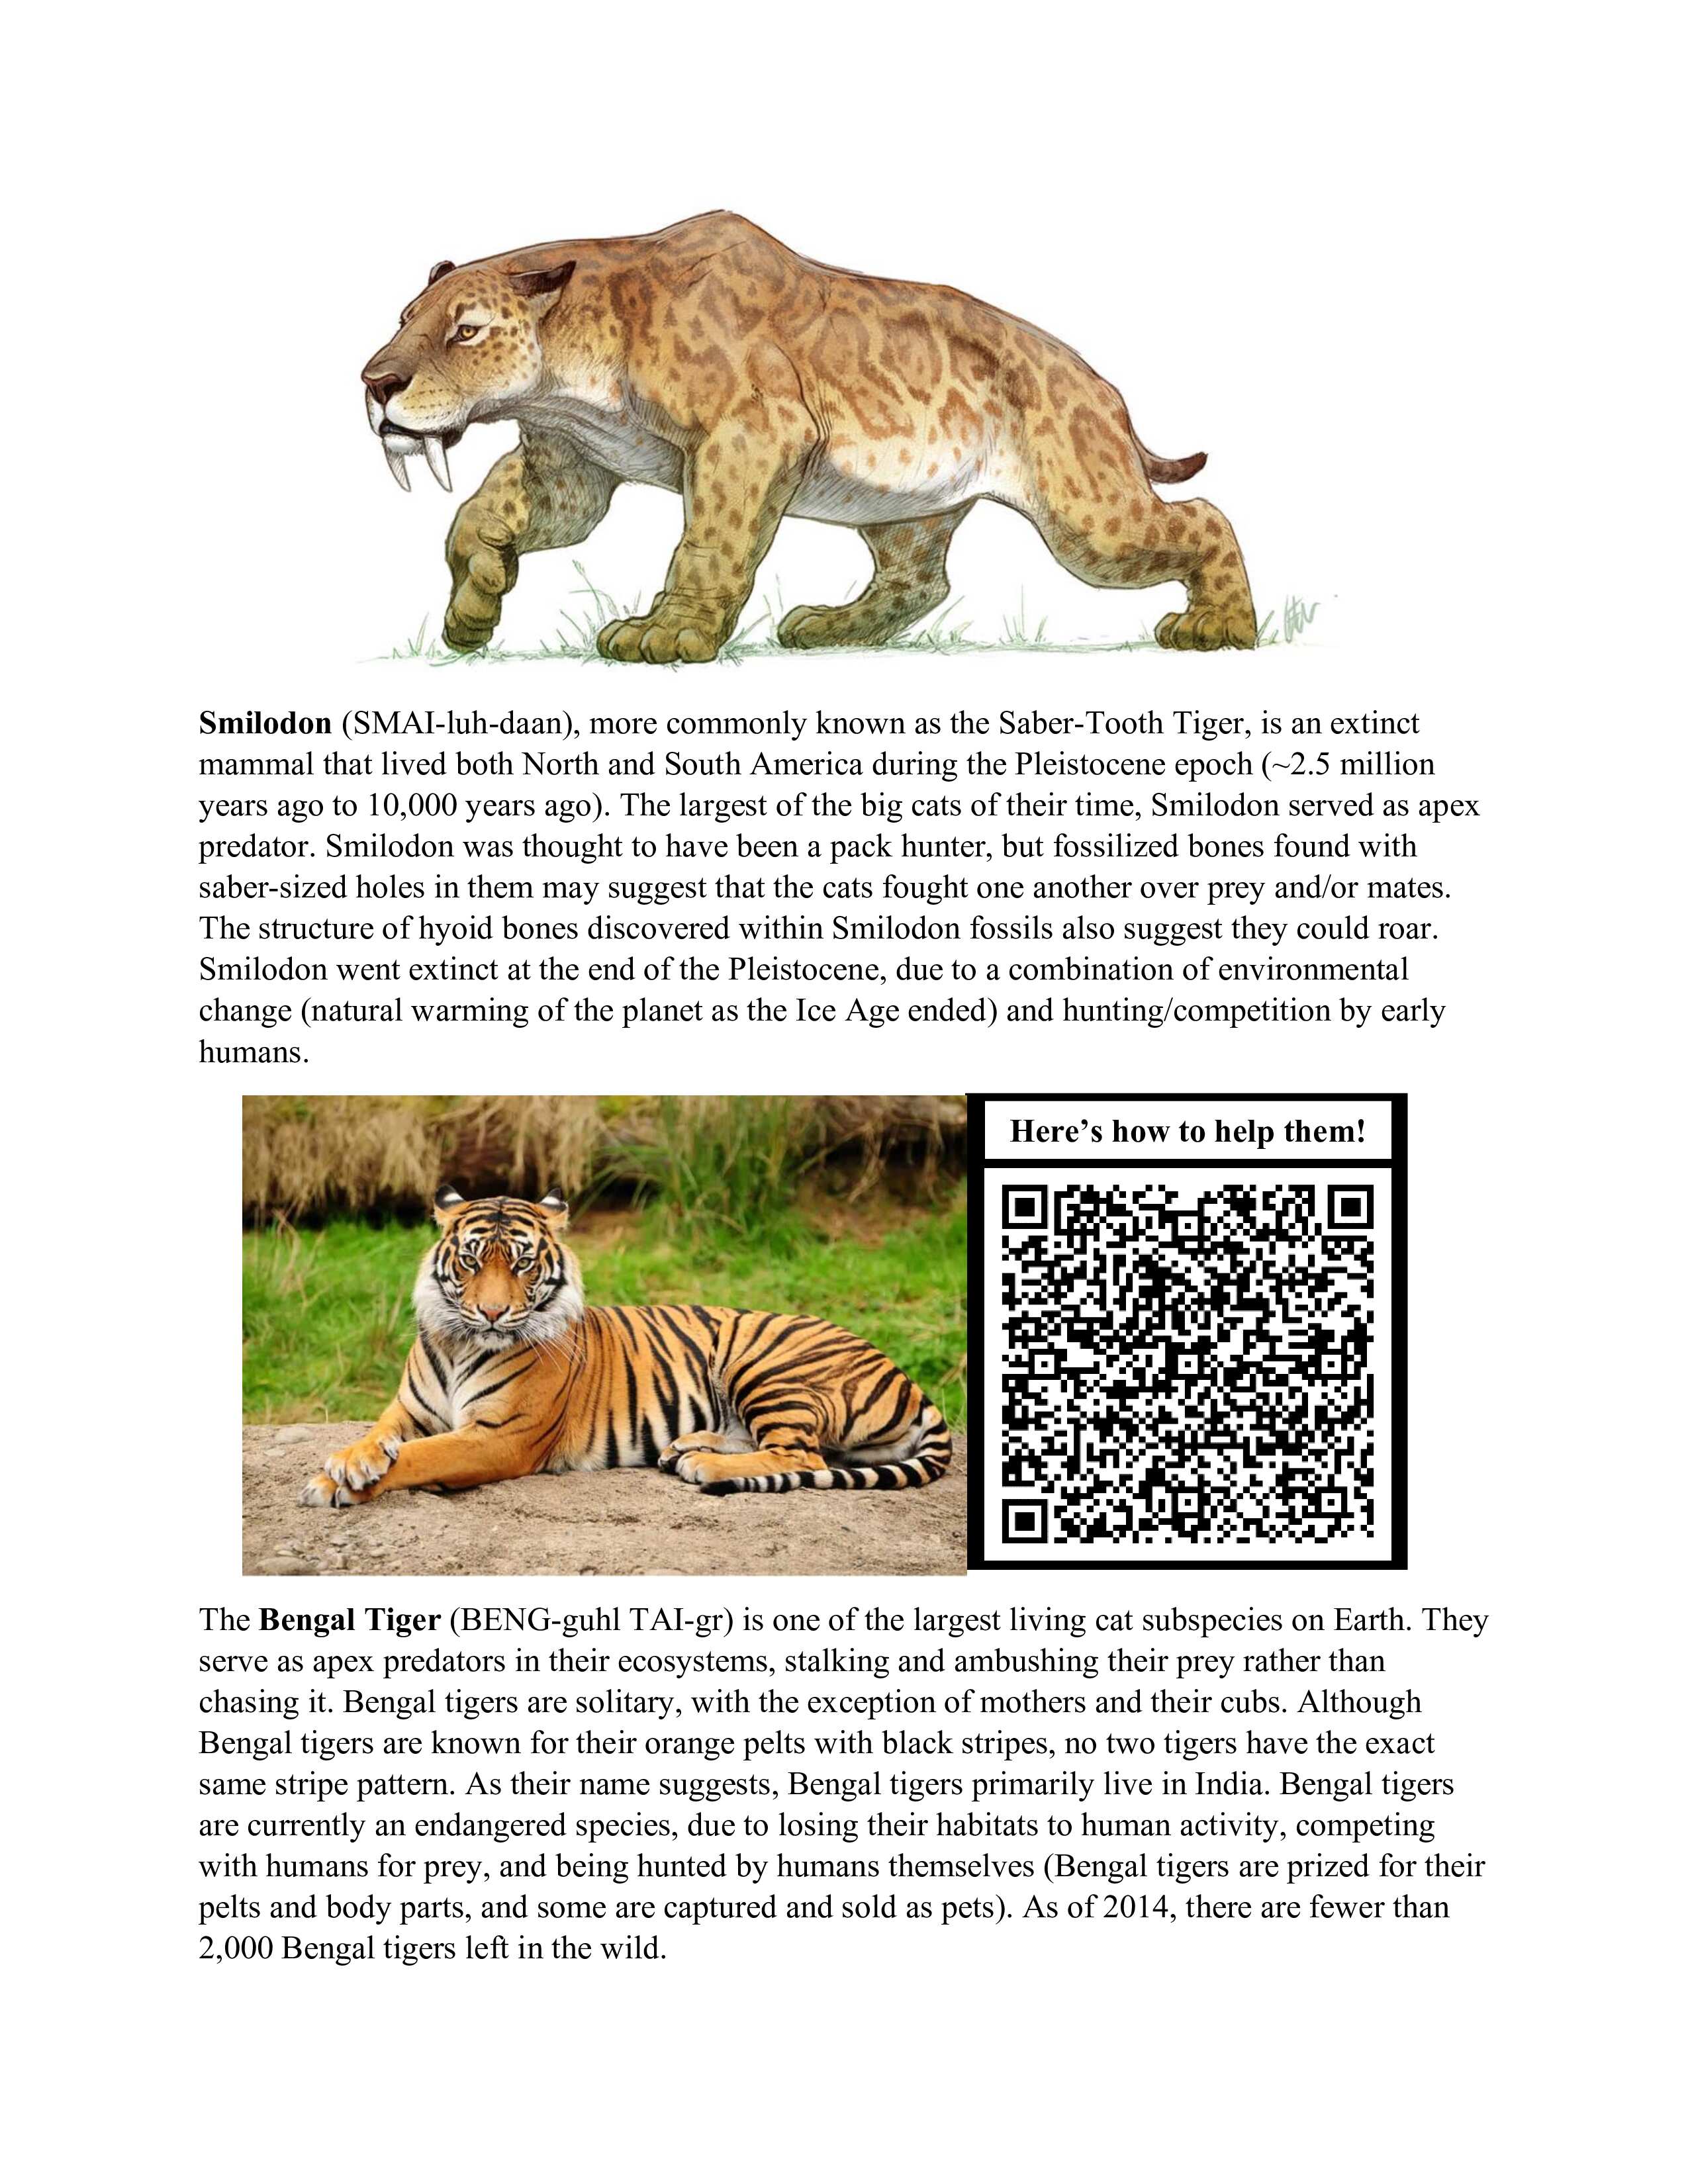 Smilodon (SMAI-luh-daan), more commonly known as the Saber-Tooth Tiger, is an extinct
mammal that lived both North and South America during the Pleistocene epoch (~2.5 million
years ago to 10,000 years ago). The largest of the big cats of their time, Smilodon served as apex
predator. Smilodon was thought to have been a pack hunter, but fossilized bones found with
saber-sized holes in them may suggest that the cats fought one another over prey and/or mates.
The structure of hyoid bones discovered within Smilodon fossils also suggest they could roar.
Smilodon went extinct at the end of the Pleistocene, due to a combination of environmental
change (natural warming of the planet as the Ice Age ended) and hunting/competition by early
humans.
Here’s how to help them!
The Bengal Tiger (BENG-guhl TAI-gr) is one of the largest living cat subspecies on Earth. They
serve as apex predators in their ecosystems, stalking and ambushing their prey rather than
chasing it. Bengal tigers are solitary, with the exception of mothers and their cubs. Although
Bengal tigers are known for their orange pelts with black stripes, no two tigers have the exact
same stripe pattern. As their name suggests, Bengal tigers primarily live in India. Bengal tigers
are currently an endangered species, due to losing their habitats to human activity, competing
with humans for prey, and being hunted by humans themselves (Bengal tigers are prized for their
pelts and body parts, and some are captured and sold as pets). As of 2014, there are fewer than
2,000 Bengal tigers left in the wild.